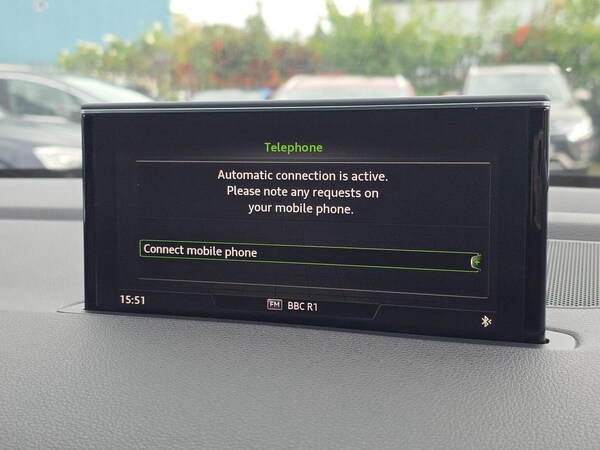 Telephone
Automatic connection is active.
Please note any requests on
your mobile phone.
Connect mobile phone
15:51
FM BBC R1